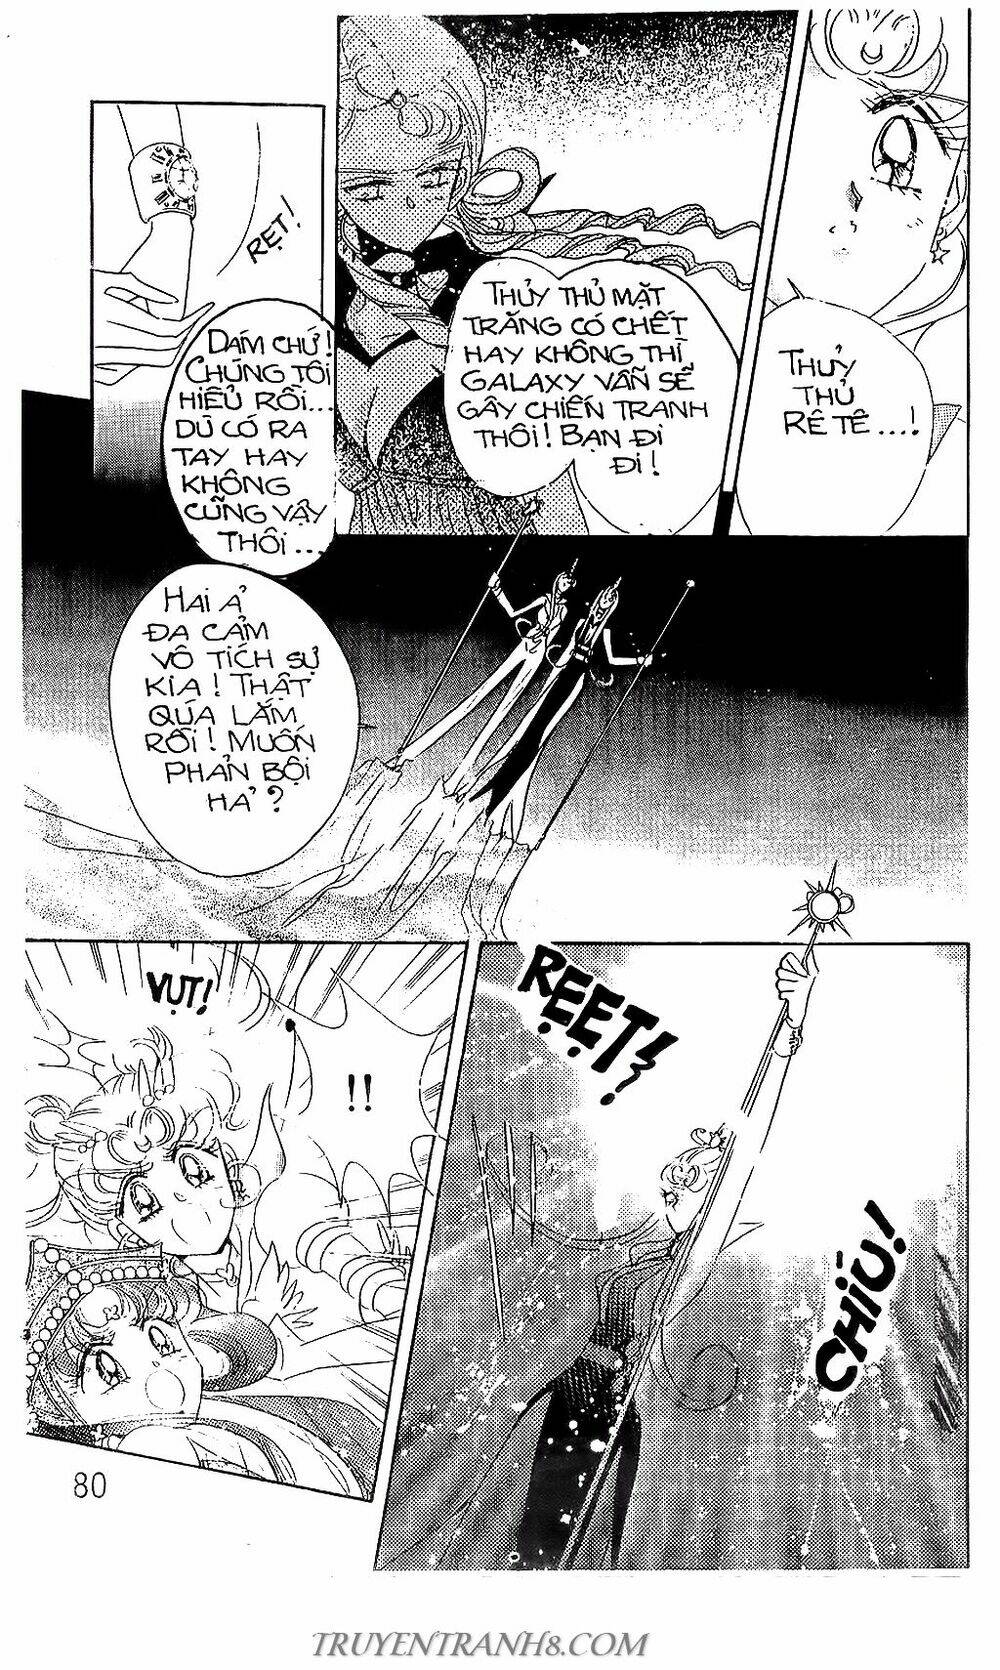 THỦY
THỦ
RÊ TÊ...!
THỦY THỦ MẶT
TRĂNG CÓ CHẾT
HAY KHÔNG THÌ
GALAXY VẪN SẼ
GÂY CHIẾN TRANH
THÔI! BẠN ĐI
ĐI!
RẸT!
DÁM CHỨ!
CHÚNG TÔI
HIỂU RỒI...
DÙ CÓ RA
TAY HAY
KHÔNG
CŨNG VẬY
THÔI...
HAI Ả
ĐA CẢM
VÔ TÍCH SỰ
KIA! THẬT
QÚA LẮM
RỒI! MUỐN
PHẢN BỘI
HẢ?
REẸT!
CHÍU!
VỤT!
!!
80
TRUYENTRANH8.COM